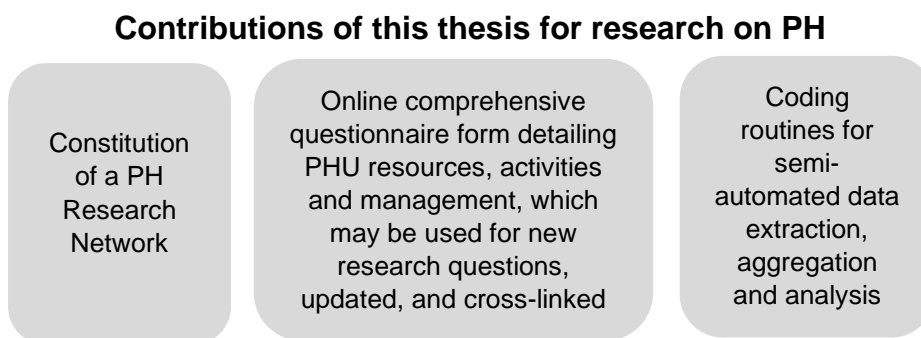 Contributions of this thesis for research on PH
Constitution
of a PH
Research
Network
Online comprehensive
questionnaire form detailing
PHU resources, activities
and management, which
may be used for new
research questions,
updated, and cross-linked
Coding
routines for
semi-
automated data
extraction,
aggregation
and analysis